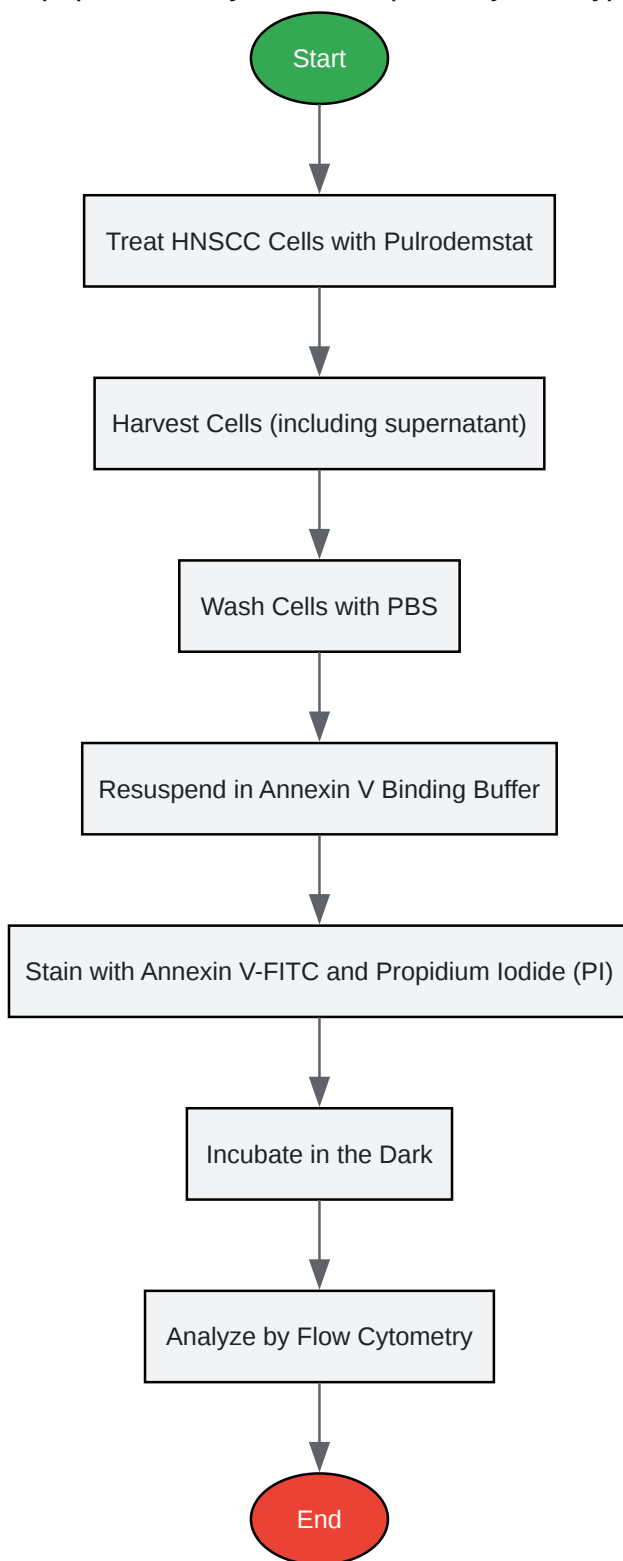 Start
Treat HNSCC Cells with Pulrodemstat
Harvest Cells (including supernatant)
Wash Cells with PBS
Resuspend in Annexin V Binding Buffer
Stain with Annexin V-FITC and Propidium Iodide (PI)
Incubate in the Dark
Analyze by Flow Cytometry
End